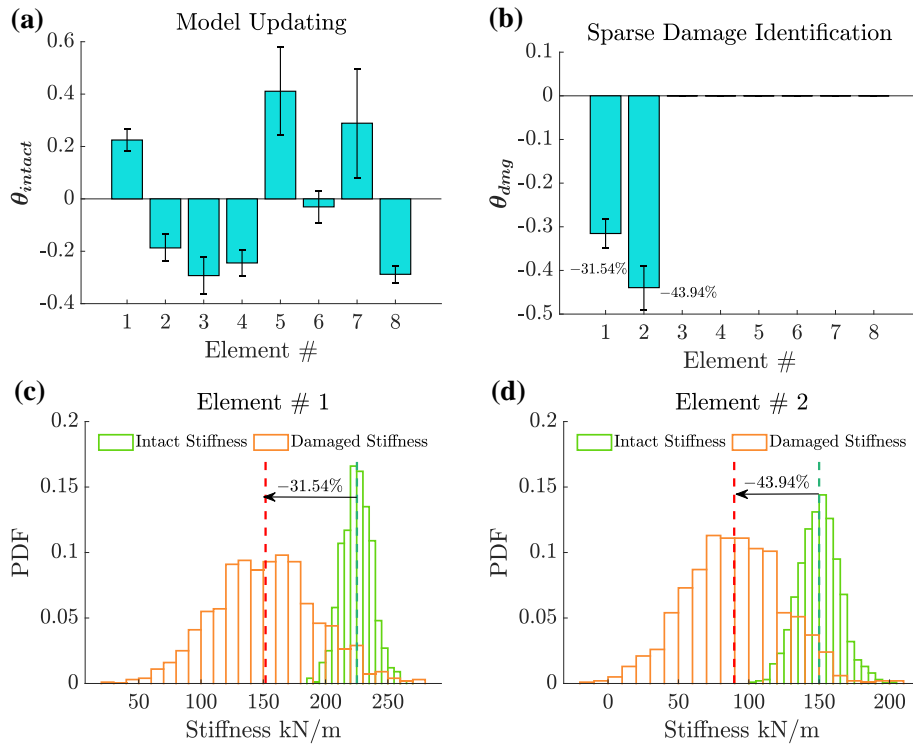 (a)
Model Updating
0.6
0.4
0.2
0
-0.2
-0.4
θintact
1 2 3 4 5 6 7 8
Element #
(b)
Sparse Damage Identification
0.1
0
-0.1
-0.2
-0.3
-0.4
-0.5
θdmg
−31.54%
−43.94%
1 2 3 4 5 6 7 8
Element #
(c)
Element # 1
0.2
0.15
0.1
0.05
0
PDF
Intact Stiffness Damaged Stiffness
−31.54%
50 100 150 200 250
Stiffness kN/m
(d)
Element # 2
0.2
0.15
0.1
0.05
0
PDF
Intact Stiffness Damaged Stiffness
−43.94%
0 50 100 150 200
Stiffness kN/m